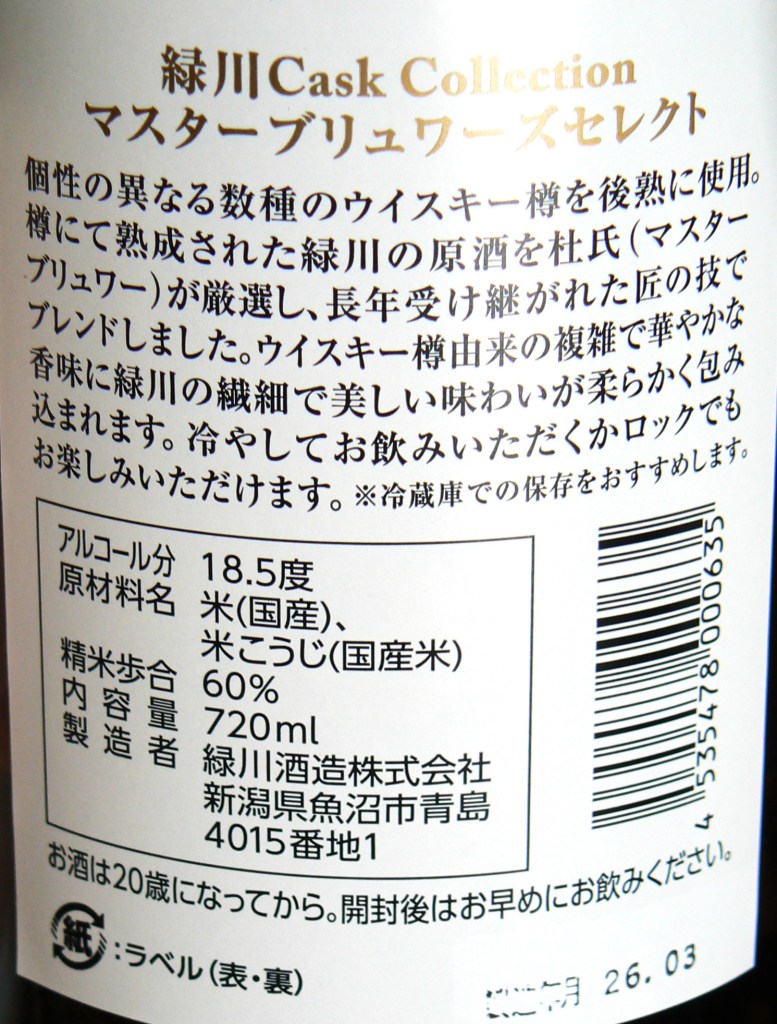 緑川Cask Collection
マスターブリュワーズセレクト
個性の異なる数種のウイスキー樽を後熟に使用。
樽にて熟成された緑川の原酒を杜氏(マスター
ブリュワー)が厳選し、長年受け継がれた匠の技で
ブレンドしました。ウイスキー樽由来の複雑で華やかな
香味に緑川の繊細で美しい味わいが柔らかく包み
込まれます。冷やしてお飲みいただくかロックでも
お楽しみいただけます。※冷蔵庫での保存をおすすめします。
アルコール分 18.5度
原材料名 米(国産)、
米こうじ(国産米)
精米歩合 60%
内容量 720ml
製造者 緑川酒造株式会社
新潟県魚沼市青島
4015番地1
4 535478 000635
お酒は20歳になってから。開封後はお早めにお飲みください。
紙:ラベル(表・裏)
製造年月 26.03